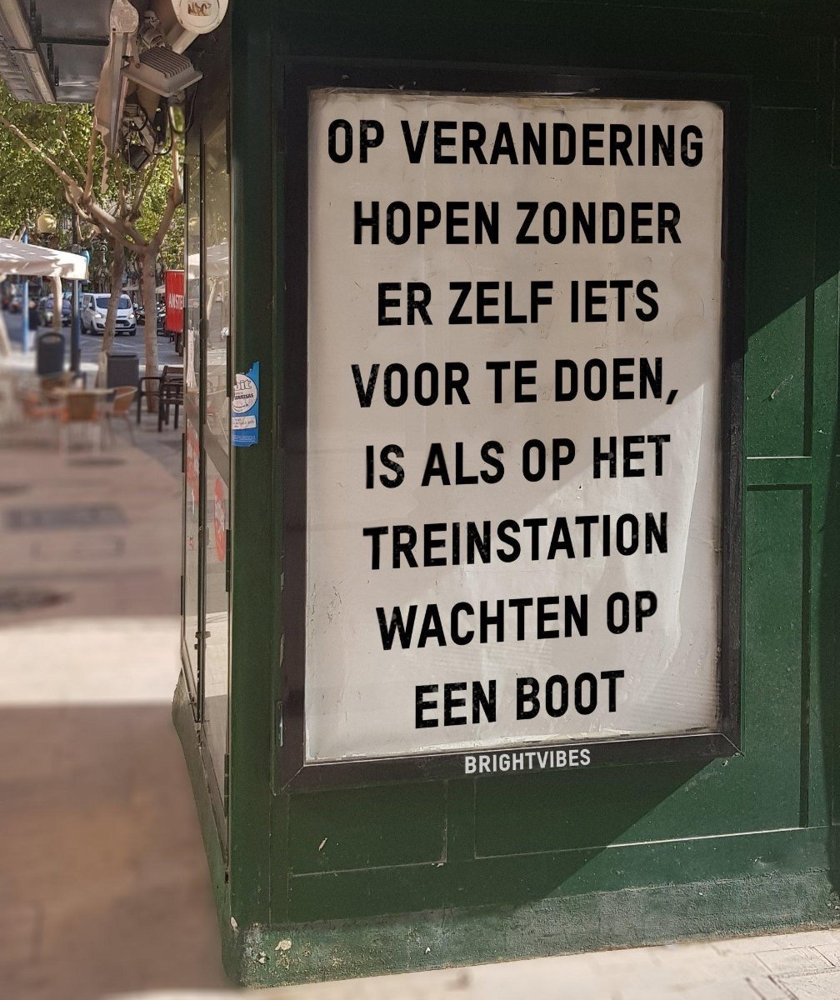 OP VERANDERING
HOPEN ZONDER
ER ZELF IETS
VOOR TE DOEN,
IS ALS OP HET
TREINSTATION
WACHTEN OP
EEN BOOT
BRIGHTVIBES